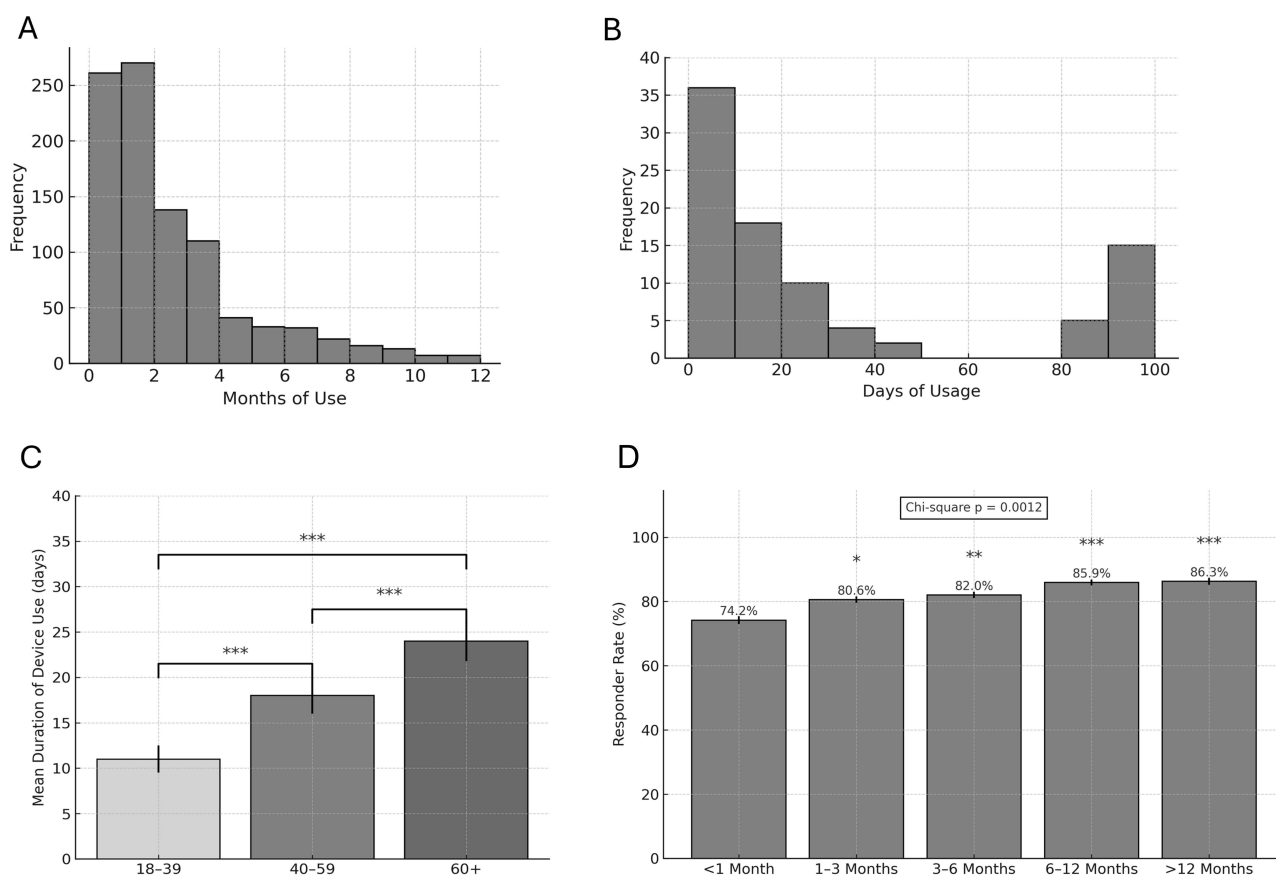 A
Frequency
250
200
150
100
50
0
0 2 4 6 8 10 12
Months of Use
B
Frequency
40
35
30
25
20
15
10
5
0
0 20 40 60 80 100
Days of Usage
C
Mean Duration of Device Use (days)
40
35
30
25
20
15
10
5
0
***
***
***
18–39 40–59 60+
D
Responder Rate (%)
100
80
60
40
20
0
Chi-square p = 0.0012
* ** *** ***
74.2% 80.6% 82.0% 85.9% 86.3%
<1 Month 1–3 Months 3–6 Months 6–12 Months >12 Months